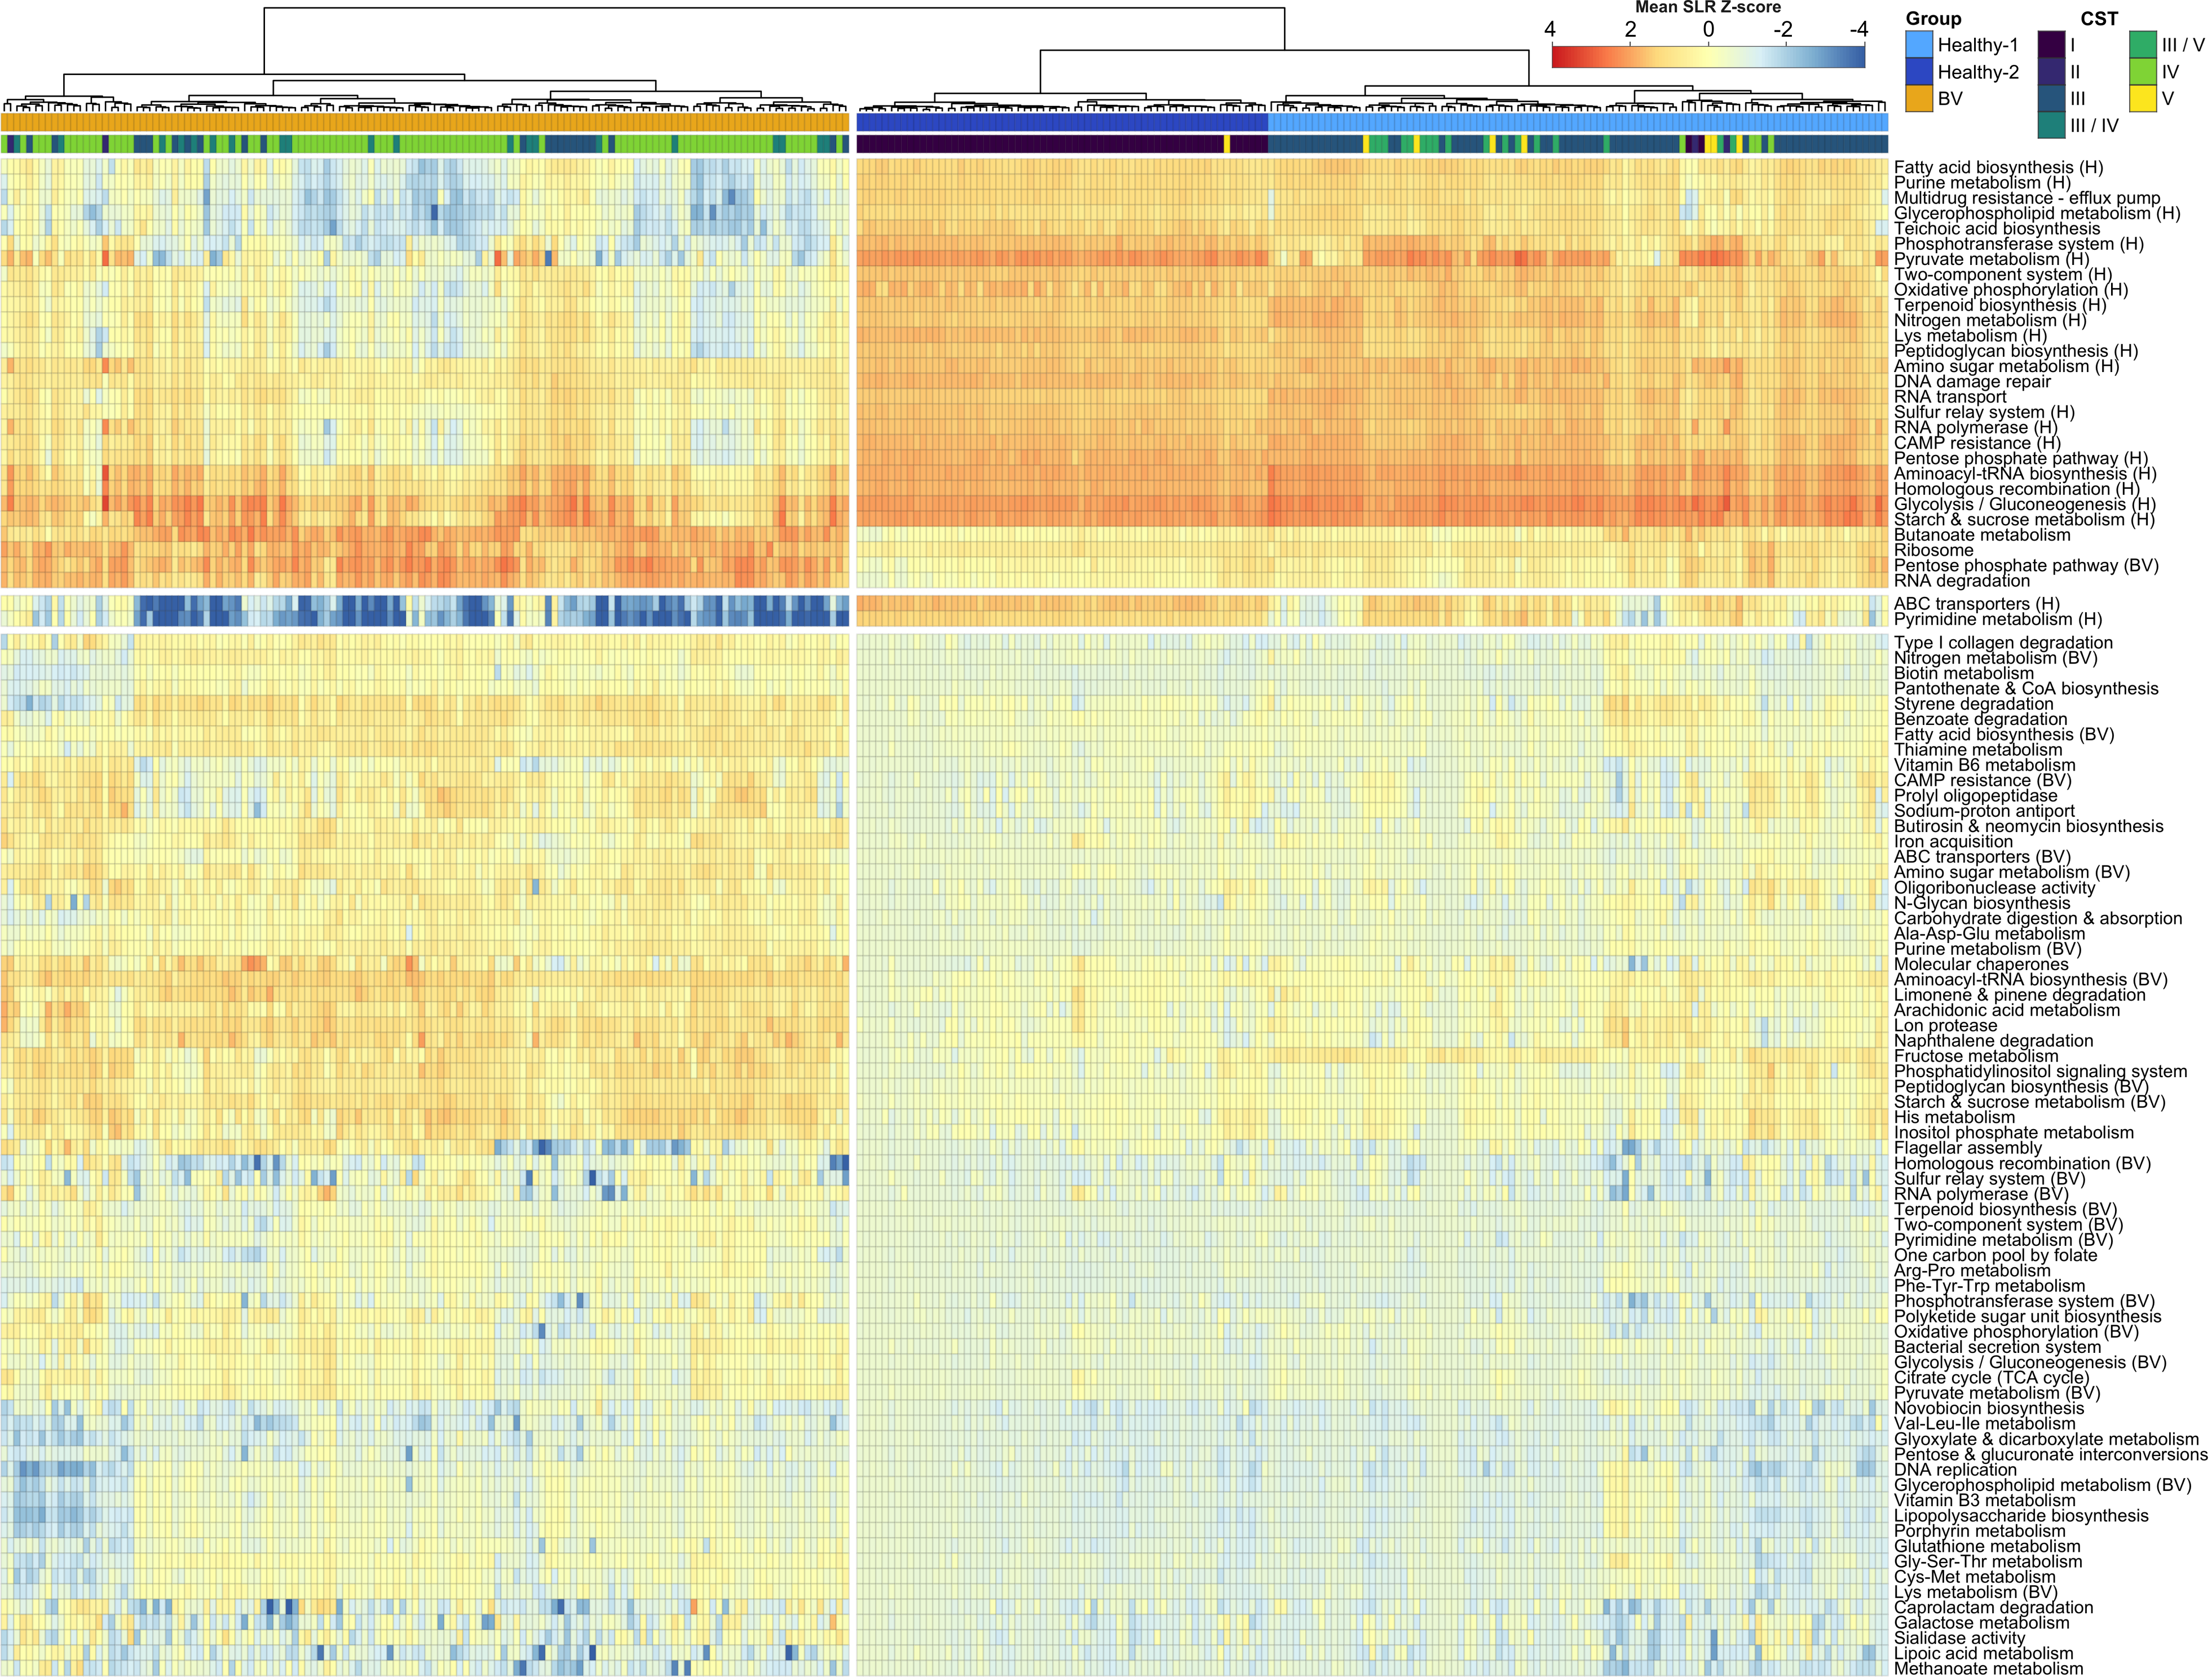 Mean SLR Z-score
4 2 0 -2 -4
Group
Healthy-1
Healthy-2
BV
CST
I
II
III
III / IV
III / V
IV
V
Fatty acid biosynthesis (H)
Purine metabolism (H)
Multidrug resistance - efflux pump
Glycerophospholipid metabolism (H)
Teichoic acid biosynthesis
Phosphotransferase system (H)
Pyruvate metabolism (H)
Two-component system (H)
Oxidative phosphorylation (H)
Terpenoid biosynthesis (H)
Nitrogen metabolism (H)
Lys metabolism (H)
Peptidoglycan biosynthesis (H)
Amino sugar metabolism (H)
DNA damage repair
RNA transport
Sulfur relay system (H)
RNA polymerase (H)
CAMP resistance (H)
Pentose phosphate pathway (H)
Aminoacyl-tRNA biosynthesis (H)
Homologous recombination (H)
Glycolysis / Gluconeogenesis (H)
Starch & sucrose metabolism (H)
Butanoate metabolism
Ribosome
Pentose phosphate pathway (BV)
RNA degradation
ABC transporters (H)
Pyrimidine metabolism (H)
Type I collagen degradation
Nitrogen metabolism (BV)
Biotin metabolism
Pantothenate & CoA biosynthesis
Styrene degradation
Benzoate degradation
Fatty acid biosynthesis (BV)
Thiamine metabolism
Vitamin B6 metabolism
CAMP resistance (BV)
Prolyl oligopeptidase
Sodium-proton antiport
Butirosin & neomycin biosynthesis
Iron acquisition
ABC transporters (BV)
Amino sugar metabolism (BV)
Oligoribonuclease activity
N-Glycan biosynthesis
Carbohydrate digestion & absorption
Ala-Asp-Glu metabolism
Purine metabolism (BV)
Molecular chaperones
Aminoacyl-tRNA biosynthesis (BV)
Limonene & pinene degradation
Arachidonic acid metabolism
Lon protease
Naphthalene degradation
Fructose metabolism
Phosphatidylinositol signaling system
Peptidoglycan biosynthesis (BV)
Starch & sucrose metabolism (BV)
His metabolism
Inositol phosphate metabolism
Flagellar assembly
Homologous recombination (BV)
Sulfur relay system (BV)
RNA polymerase (BV)
Terpenoid biosynthesis (BV)
Two-component system (BV)
Pyrimidine metabolism (BV)
One carbon pool by folate
Arg-Pro metabolism
Phe-Tyr-Trp metabolism
Phosphotransferase system (BV)
Polyketide sugar unit biosynthesis
Oxidative phosphorylation (BV)
Bacterial secretion system
Glycolysis / Gluconeogenesis (BV)
Citrate cycle (TCA cycle)
Pyruvate metabolism (BV)
Novobiocin biosynthesis
Val-Leu-Ile metabolism
Glyoxylate & dicarboxylate metabolism
Pentose & glucuronate interconversions
DNA replication
Glycerophospholipid metabolism (BV)
Vitamin B3 metabolism
Lipopolysaccharide biosynthesis
Porphyrin metabolism
Glutathione metabolism
Gly-Ser-Thr metabolism
Cys-Met metabolism
Lys metabolism (BV)
Caprolactam degradation
Galactose metabolism
Sialidase activity
Lipoic acid metabolism
Methanoate metabolism